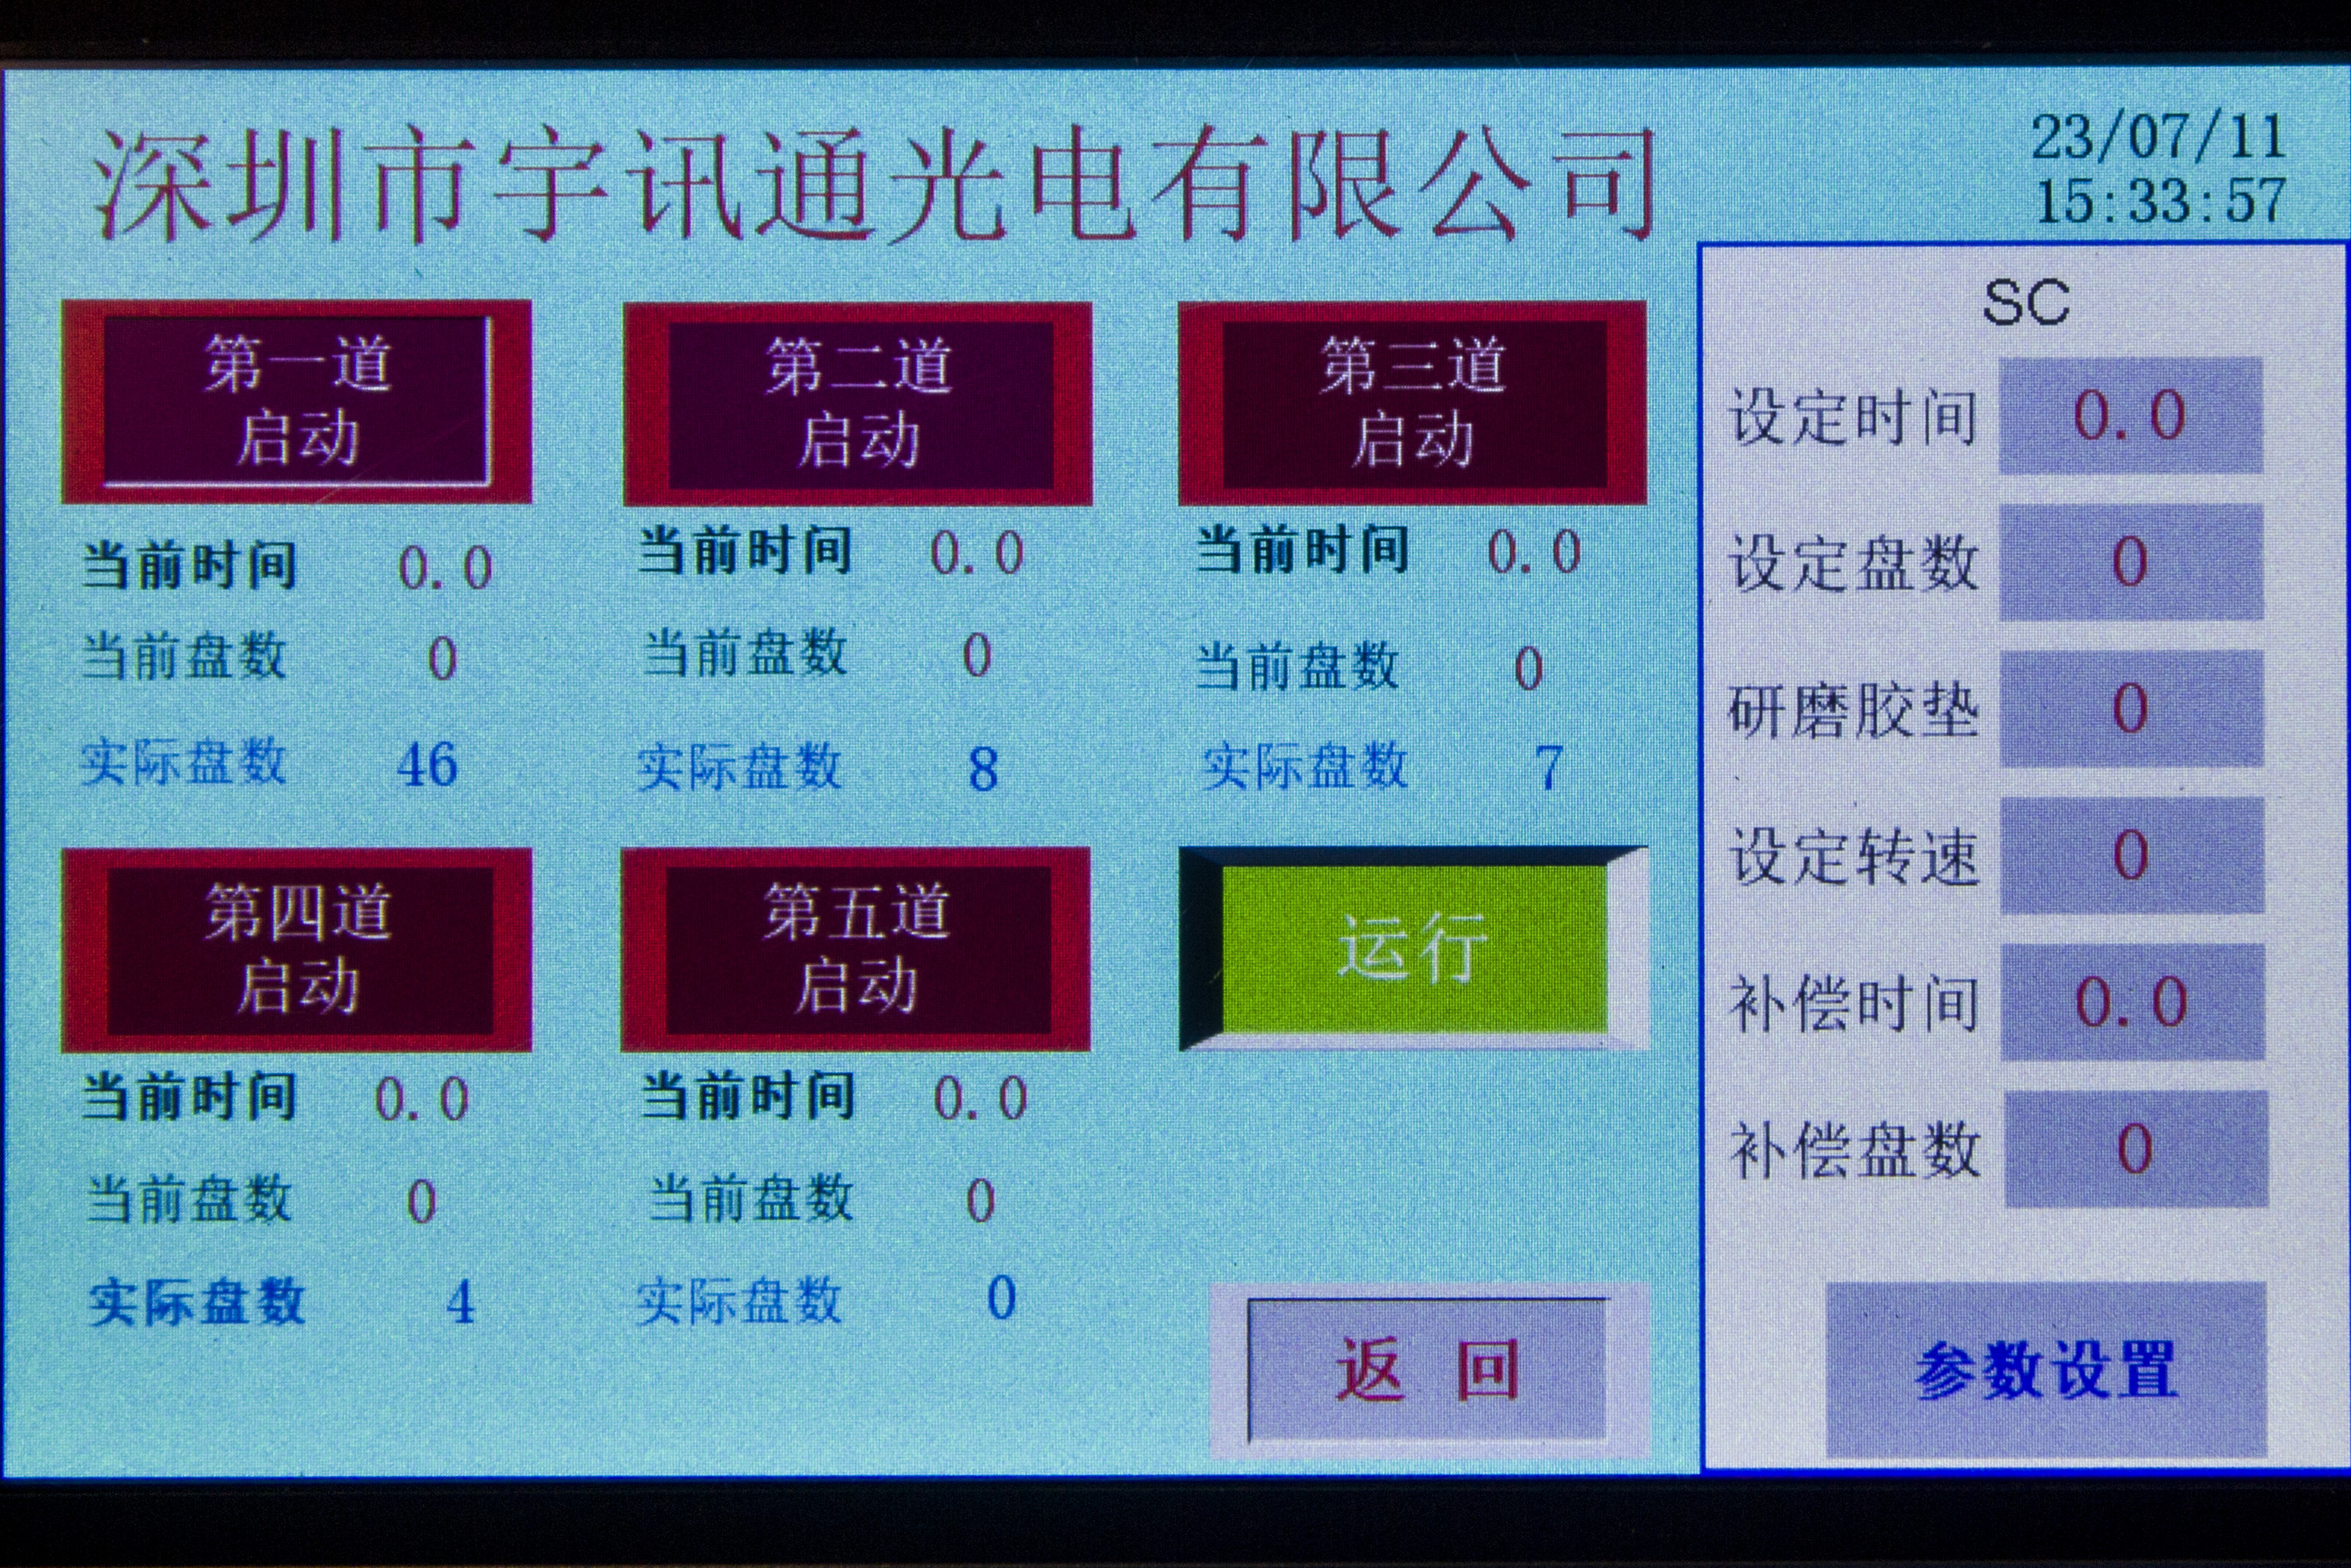 深圳市宇讯通光电有限公司
23/07/11
15:33:57
第一道
启动
当前时间 0.0
当前盘数 0
实际盘数 46
第二道
启动
当前时间 0.0
当前盘数 0
实际盘数 8
第三道
启动
当前时间 0.0
当前盘数 0
实际盘数 7
第四道
启动
当前时间 0.0
当前盘数 0
实际盘数 4
第五道
启动
当前时间 0.0
当前盘数 0
实际盘数 0
运行
返 回
SC
设定时间 0.0
设定盘数 0
研磨胶垫 0
设定转速 0
补偿时间 0.0
补偿盘数 0
参数设置